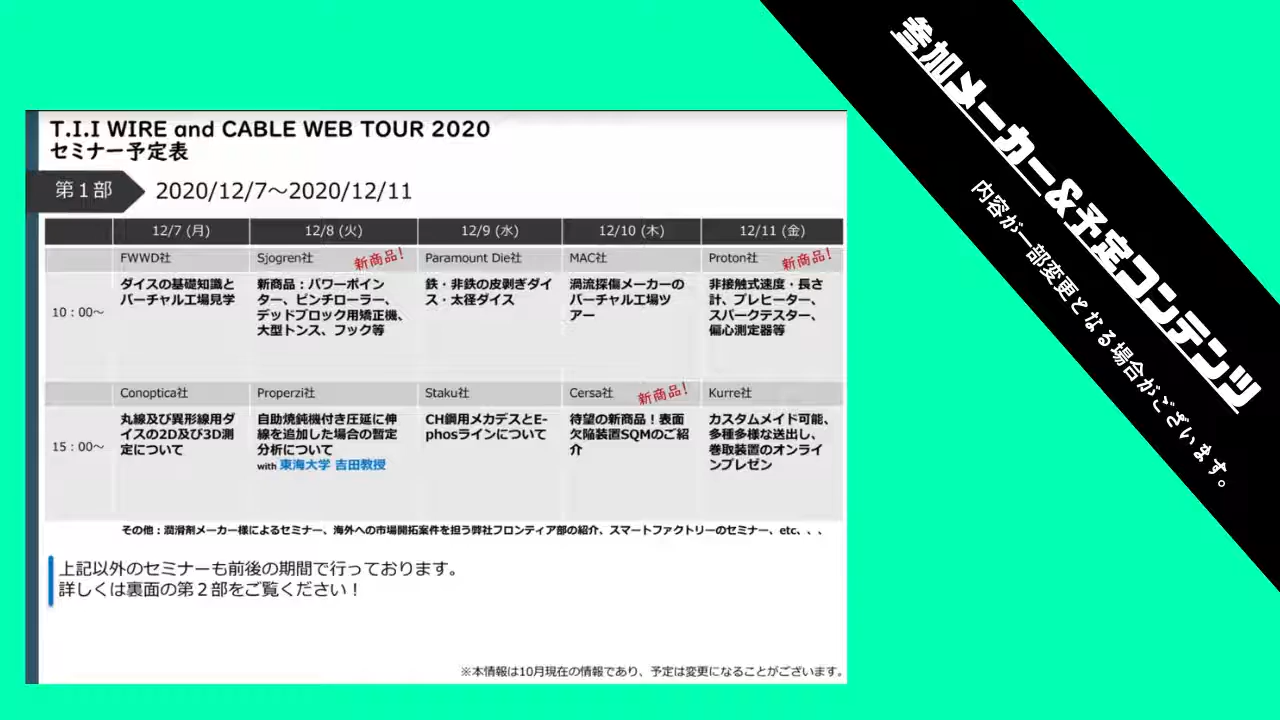 T.I.I WIRE and CABLE WEB TOUR 2020
セミナー予定表
第1部
2020/12/7～2020/12/11
12/7 (月)
12/8 (火)
12/9 (水)
12/10 (木)
12/11 (金)
FWWD社
Sjogren社
新商品!
Paramount Die社
MAC社
Proton社
新商品!
10：00～
ダイスの基礎知識と
バーチャル工場見学
新商品：パワーポイン
ター、ピンチローラー、
デッドブロック用矯正機、
大型トンス、フック等
鉄・非鉄の皮剥ぎダイ
ス・太径ダイス
渦流探傷メーカーの
バーチャル工場ツ
アー
非接触式速度・長さ
計、プレヒーター、
スパークテスター、
偏心測定器等
Conoptica社
Properzi社
Staku社
Cersa社
新商品!
Kurre社
15：00～
丸線及び異形線用ダ
イスの2D及び3D測
定について
自助焼鈍機付き圧延に伸
線を追加した場合の暫定
分析について
with 東海大学 吉田教授
CH鋼用メカデスとE-
phosラインについて
待望の新商品！表面
欠陥装置SQMのご紹
介
カスタムメイド可能、
多種多様な送出し、
巻取装置のオンライ
ンプレゼン
その他：潤滑剤メーカー様によるセミナー、海外への市場開拓案件を担う弊社フロンティア部の紹介、スマートファクトリーのセミナー、etc、、、
上記以外のセミナーも前後の期間で行っております。
詳しくは裏面の第２部をご覧ください！
※本情報は10月現在の情報であり、予定は変更になることがございます。
参加メーカー&予定コンテンツ
内容が一部変更となる場合がございます。